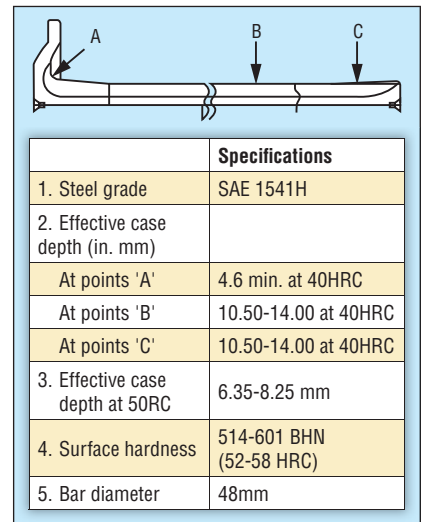 A
B
C
Specifications
1. Steel grade
SAE 1541H
2. Effective case
depth (in. mm)
At points 'A'
4.6 min. at 40HRC
At points 'B'
10.50-14.00 at 40HRC
At points 'C'
10.50-14.00 at 40HRC
3. Effective case
depth at 50RC
6.35-8.25 mm
4. Surface hardness
514-601 BHN
(52-58 HRC)
5. Bar diameter
48mm